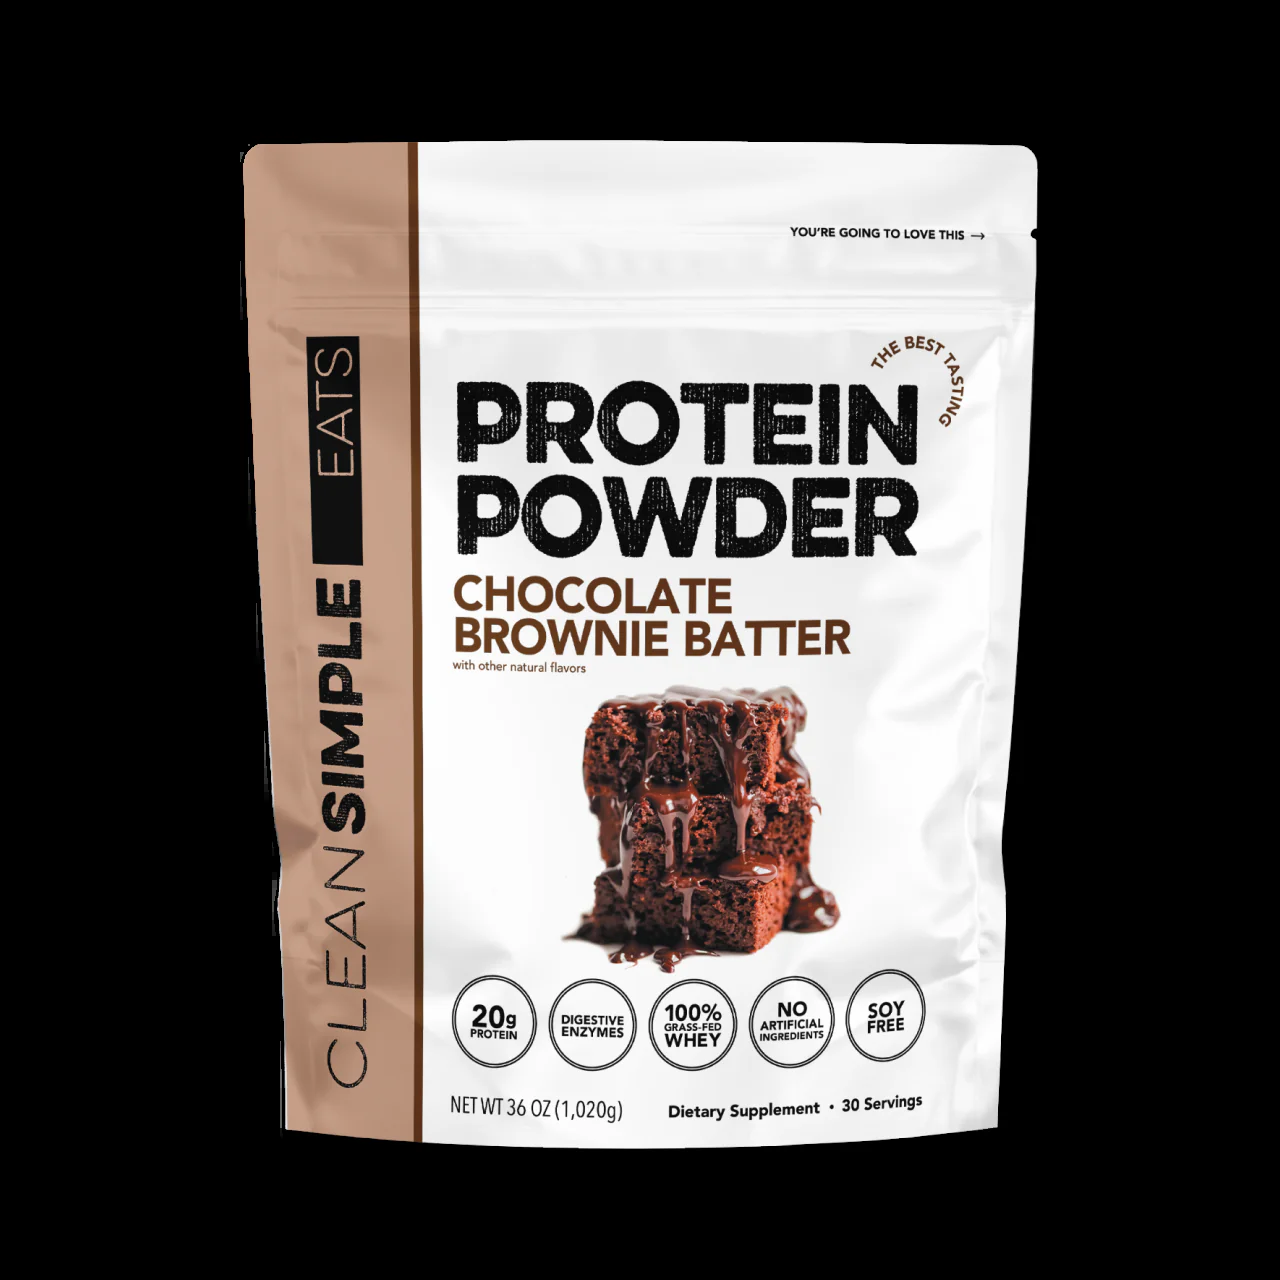 YOU'RE GOING TO LOVE THIS →
THE BEST TASTING
PROTEIN
POWDER
CHOCOLATE
BROWNIE BATTER
with other natural flavors
CLEAN SIMPLE EATS
20g
PROTEIN
DIGESTIVE
ENZYMES
100%
GRASS-FED
WHEY
NO
ARTIFICIAL
INGREDIENTS
SOY
FREE
NET WT 36 OZ (1,020g)
Dietary Supplement • 30 Servings